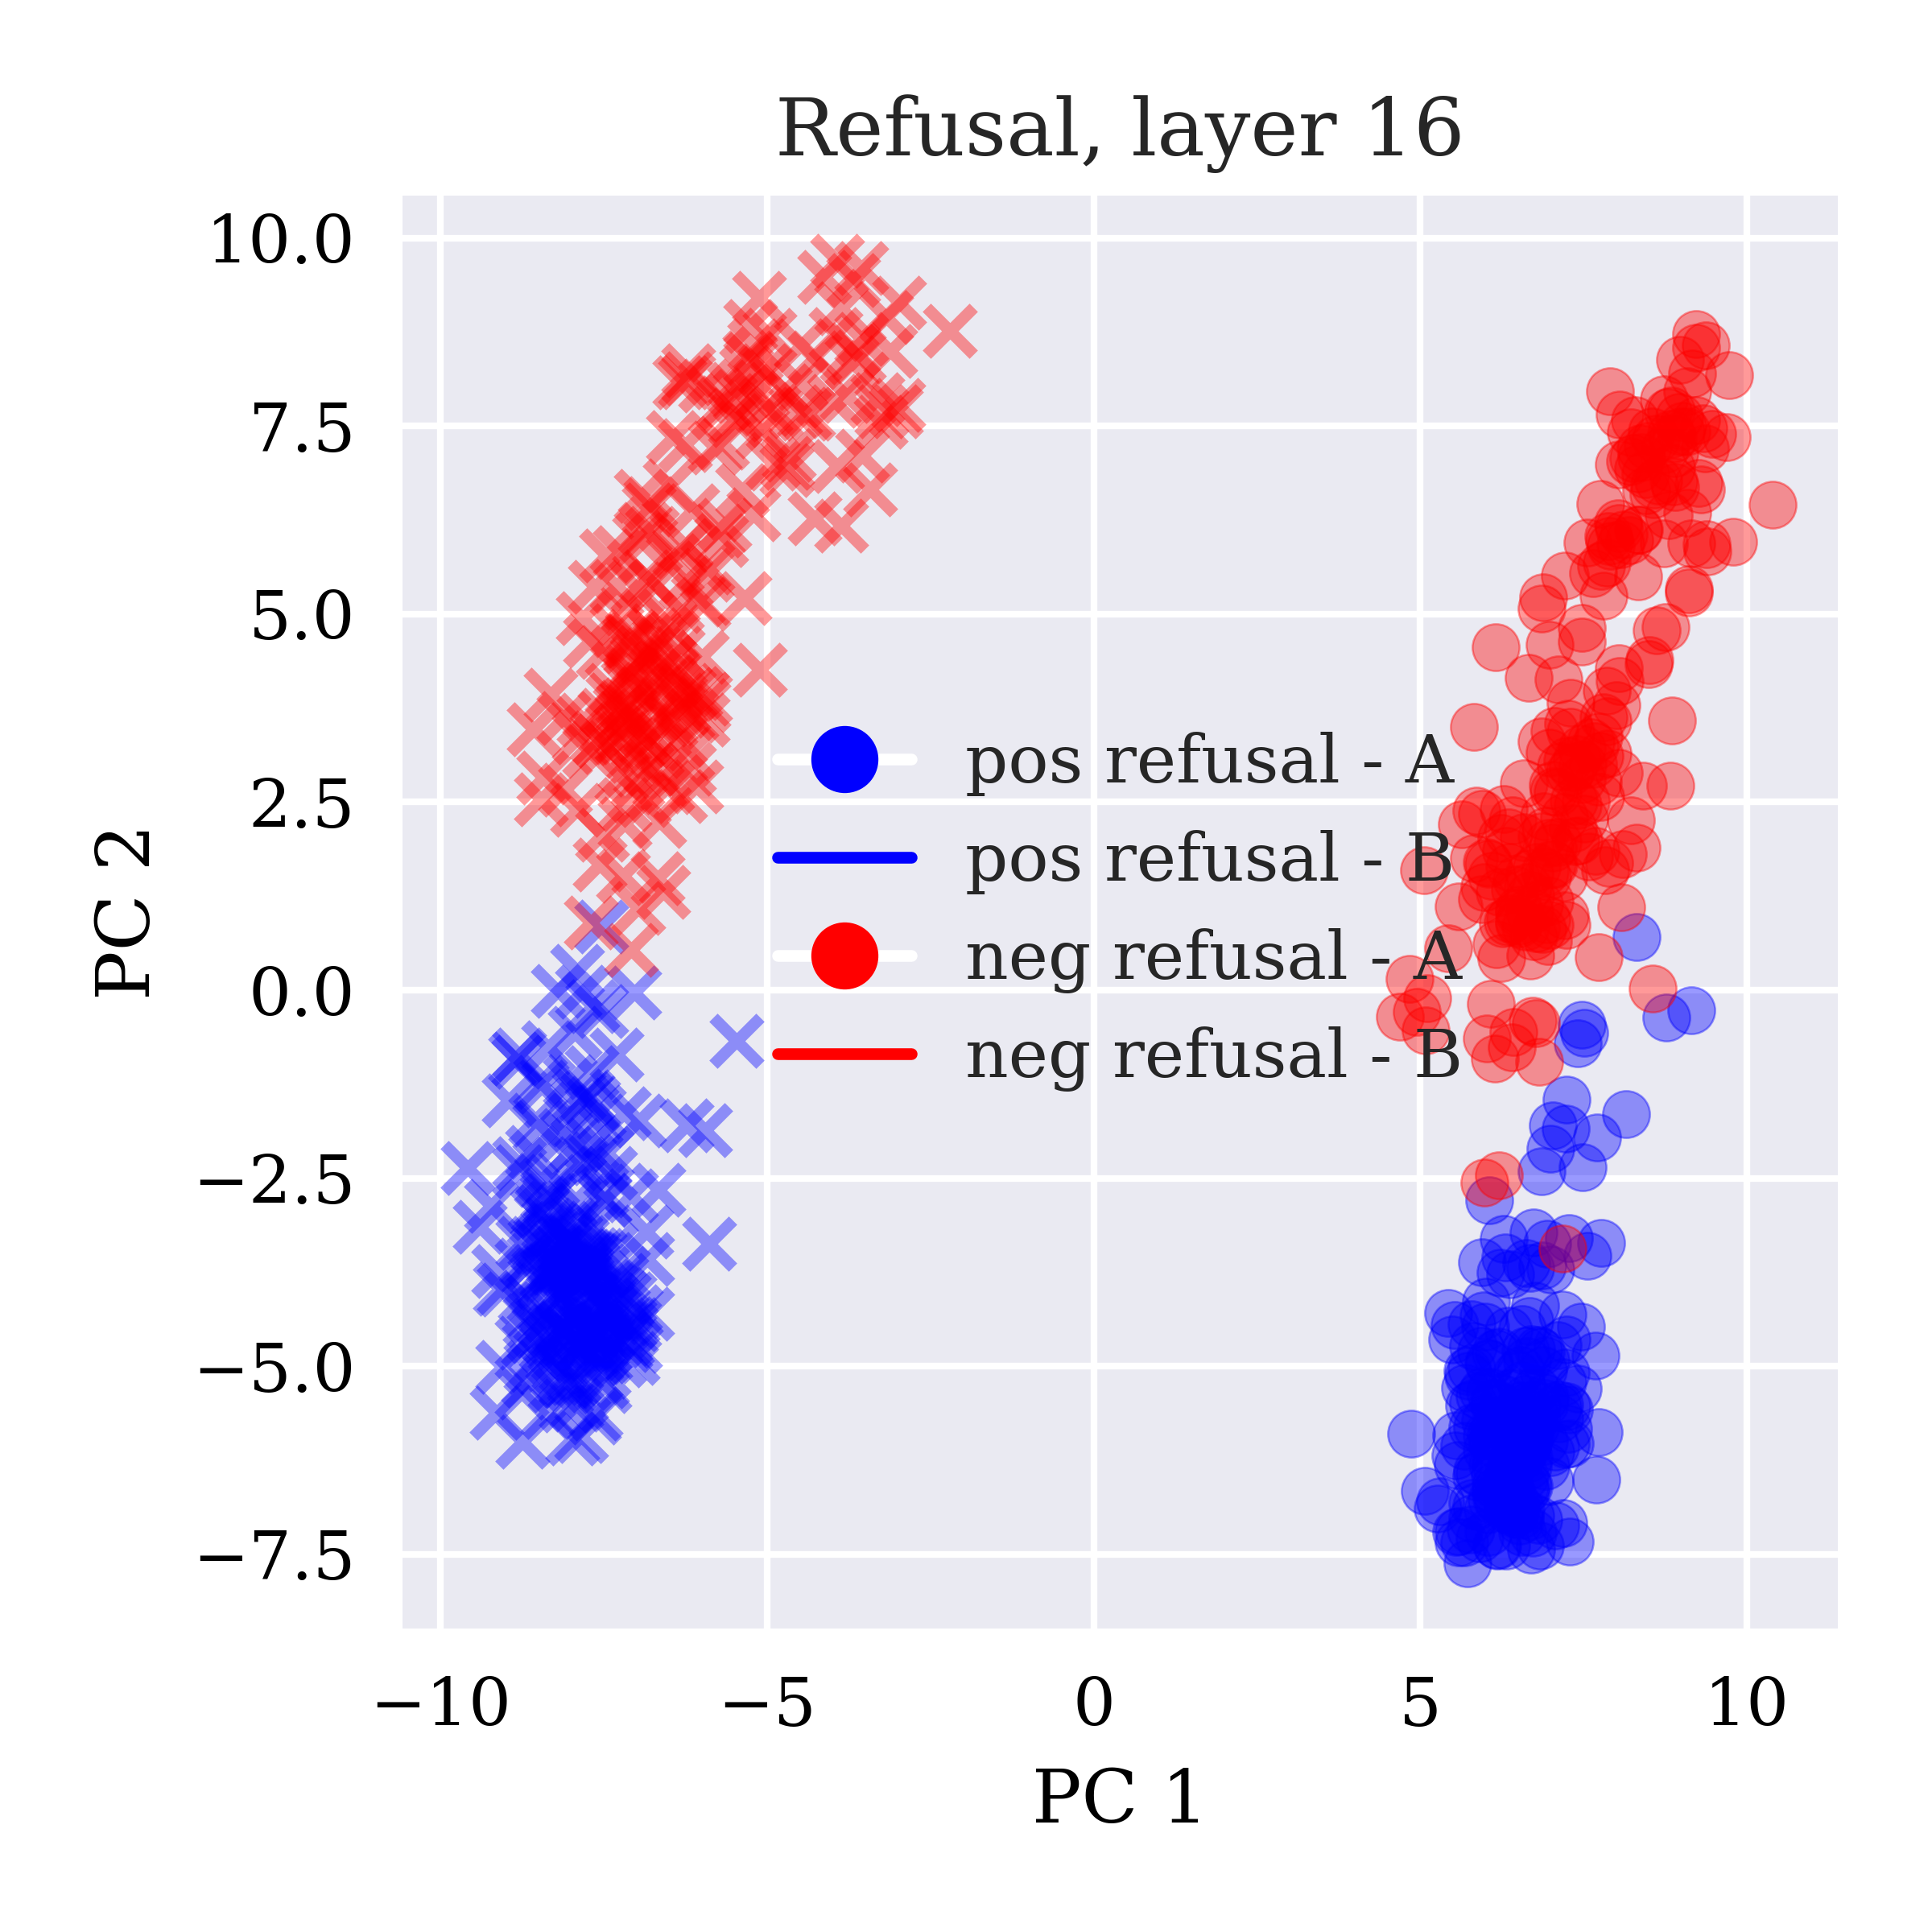 Refusal, layer 16
10.0
7.5
5.0
2.5
0.0
−2.5
−5.0
−7.5
PC 2
pos refusal - A
pos refusal - B
neg refusal - A
neg refusal - B
−10 −5 0 5 10
PC 1